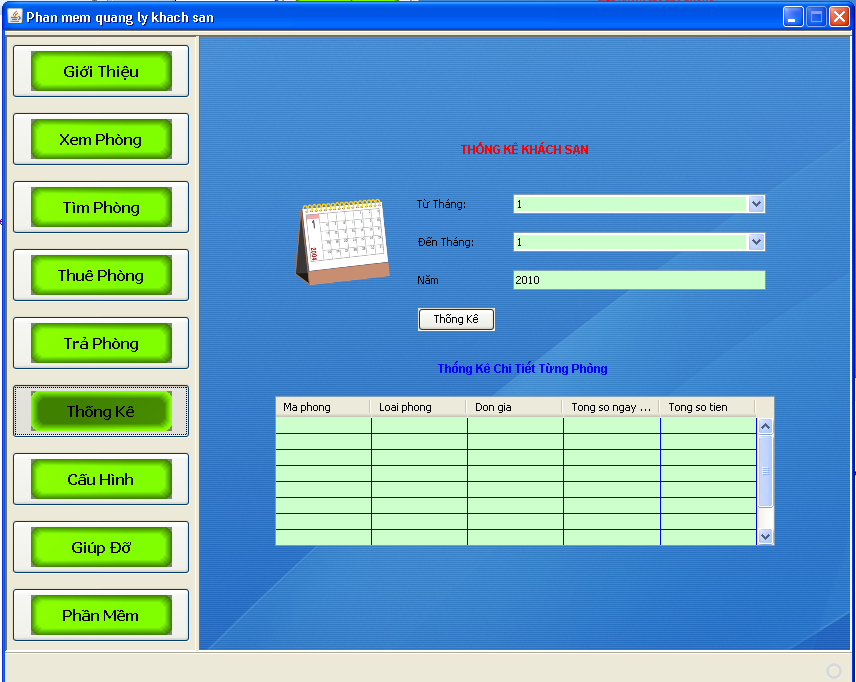 Phan mem quang ly khach san
Giới Thiệu
Xem Phòng
Tìm Phòng
Thuê Phòng
Trả Phòng
Thống Kê
Cấu Hình
Giúp Đỡ
Phần Mềm
THỐNG KÊ KHÁCH SẠN
Từ Tháng: 1
Đến Tháng: 1
Năm 2010
Thống Kê
Thống Kê Chi Tiết Từng Phòng
Ma phong Loai phong Don gia Tong so ngay ... Tong so tien